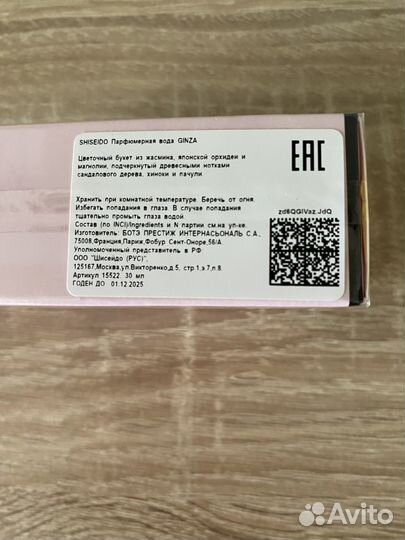 SHISEIDO Парфюмерная вода GINZA
Цветочный букет из жасмина, японской орхидеи и
магнолии, подчеркнутый древесными нотками
сандалового дерева, хиноки и пачули.
EAC
Хранить при комнатной температуре. Беречь от огня.
Избегать попадания в глаза. В случае попадания
тщательно промыть глаза водой.
Состав (по INCI)/Ingredients и N партии см.на уп-ке.
Изготовитель: БОТЭ ПРЕСТИЖ ИНТЕРНАСЬОНАЛЬ С.А.,
75008,Франция,Париж,Фобур Сент-Оноре,56/А
Уполномоченный представитель в РФ
ООО "Шисейдо (РУС)",
125167,Москва,ул.Викторенко,д.5, стр.1,э7,п.8
Артикул 15522 30 мл
ГОДЕН ДО 01.12.2025
zd6QGlVaz.JdQ
Avito